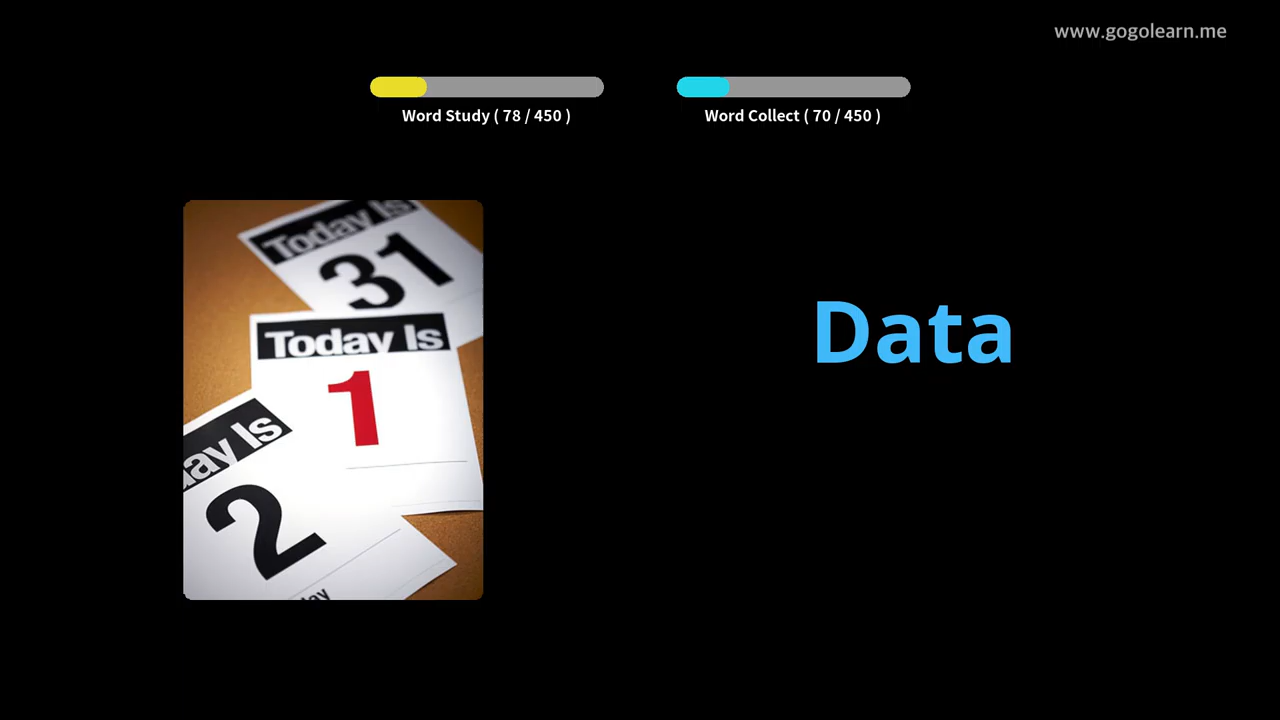 www.gogolearn.me
Word Study ( 78 / 450 )
Word Collect ( 70 / 450 )
Today Is
31
Today Is
1
Data
day Is
2